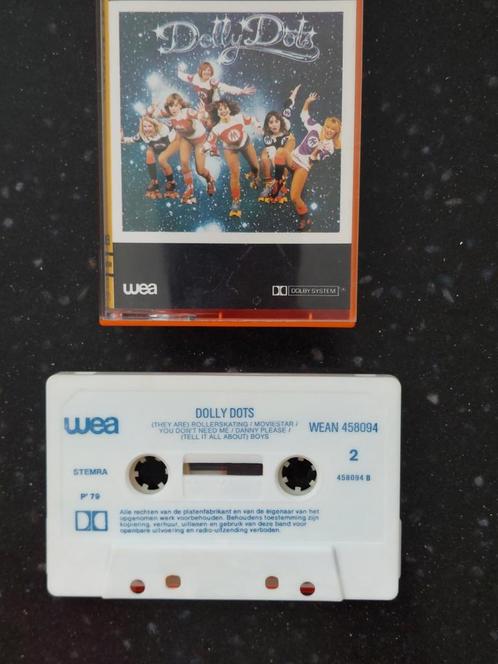 Dolly Dots
wea
DOLBY SYSTEM
wea
DOLLY DOTS
(THEY ARE) ROLLERSKATING / MOVIESTAR /
YOU DON'T NEED ME / DANNY PLEASE /
(TELL IT ALL ABOUT) BOYS
WEAN 458094
2
STEMRA
458094 B
P' 79
Alle rechten van de platenfabrikant en van de eigenaar van het
opgenomen werk voorbehouden. Behoudens toestemming zijn
kopiering, verhuur, uitlenen en gebruik van deze band voor
openbare uitvoering en radio-uitzending verboden.